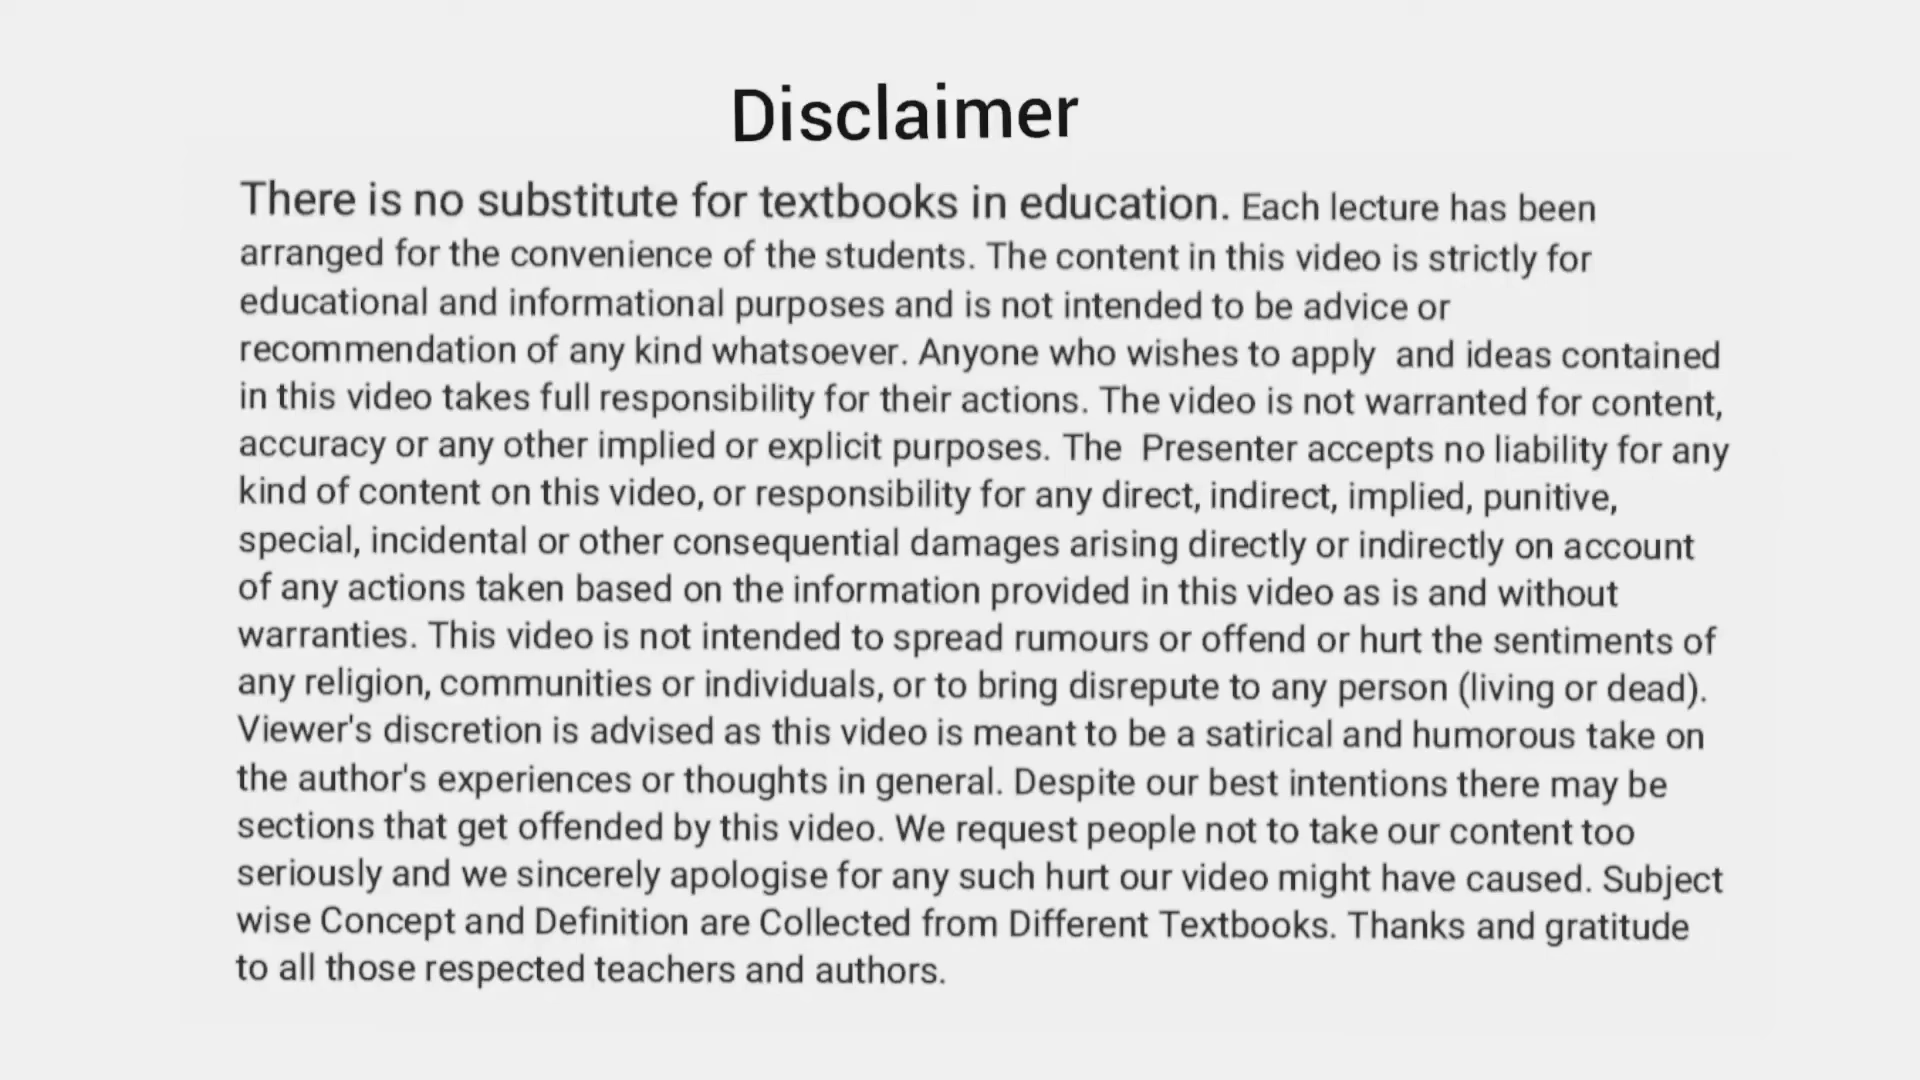 Disclaimer
There is no substitute for textbooks in education. Each lecture has been
arranged for the convenience of the students. The content in this video is strictly for
educational and informational purposes and is not intended to be advice or
recommendation of any kind whatsoever. Anyone who wishes to apply  and ideas contained
in this video takes full responsibility for their actions. The video is not warranted for content,
accuracy or any other implied or explicit purposes. The  Presenter accepts no liability for any
kind of content on this video, or responsibility for any direct, indirect, implied, punitive,
special, incidental or other consequential damages arising directly or indirectly on account
of any actions taken based on the information provided in this video as is and without
warranties. This video is not intended to spread rumours or offend or hurt the sentiments of
any religion, communities or individuals, or to bring disrepute to any person (living or dead).
Viewer's discretion is advised as this video is meant to be a satirical and humorous take on
the author's experiences or thoughts in general. Despite our best intentions there may be
sections that get offended by this video. We request people not to take our content too
seriously and we sincerely apologise for any such hurt our video might have caused. Subject
wise Concept and Definition are Collected from Different Textbooks. Thanks and gratitude
to all those respected teachers and authors.